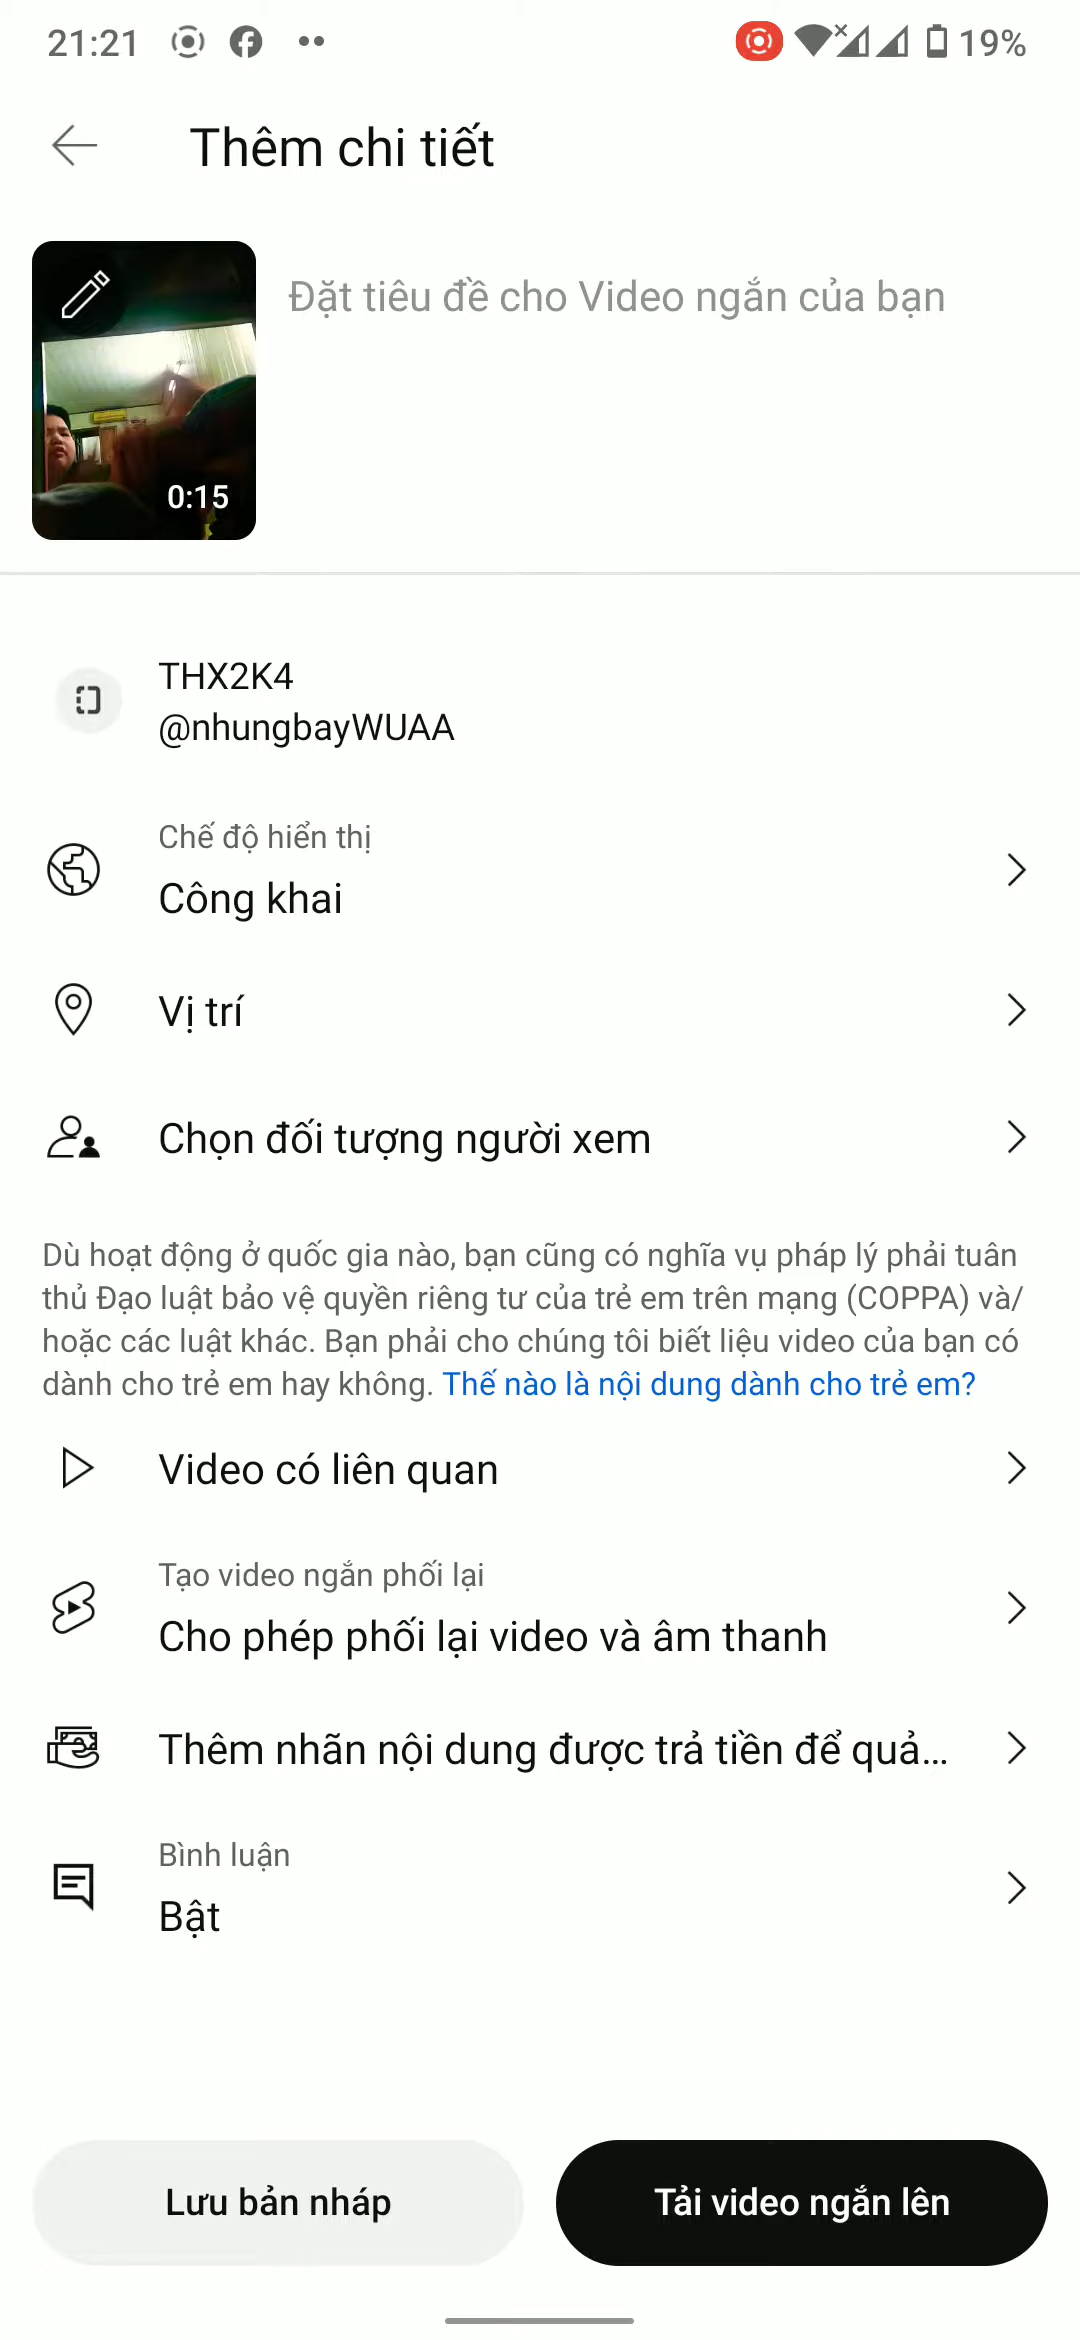 21:21
19%
Thêm chi tiết
Đặt tiêu đề cho Video ngắn của bạn
0:15
THX2K4
@nhungbayWUAA
Chế độ hiển thị
Công khai
Vị trí
Chọn đối tượng người xem
Dù hoạt động ở quốc gia nào, bạn cũng có nghĩa vụ pháp lý phải tuân
thủ Đạo luật bảo vệ quyền riêng tư của trẻ em trên mạng (COPPA) và/
hoặc các luật khác. Bạn phải cho chúng tôi biết liệu video của bạn có
dành cho trẻ em hay không. Thế nào là nội dung dành cho trẻ em?
Video có liên quan
Tạo video ngắn phối lại
Cho phép phối lại video và âm thanh
Thêm nhãn nội dung được trả tiền để quả...
Bình luận
Bật
Lưu bản nháp
Tải video ngắn lên